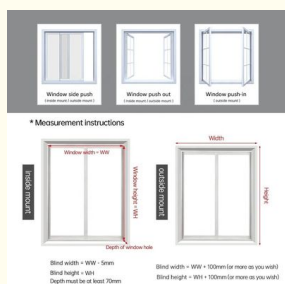 Window side push
( inside mount / outside mount )
Window push out
( inside mount / outside mount )
Window push-in
( outside mount )
* Measurement instructions
inside mount
Window width = WW
Window height = WH
Depth of window hole
outside mount
Width
Height
Blind width = WW - 5mm
Blind height = WH
Depth must be at least 70mm
Blind width = WW + 100mm (or more as you wish)
Blind height = WH + 100mm (or more as you wish)